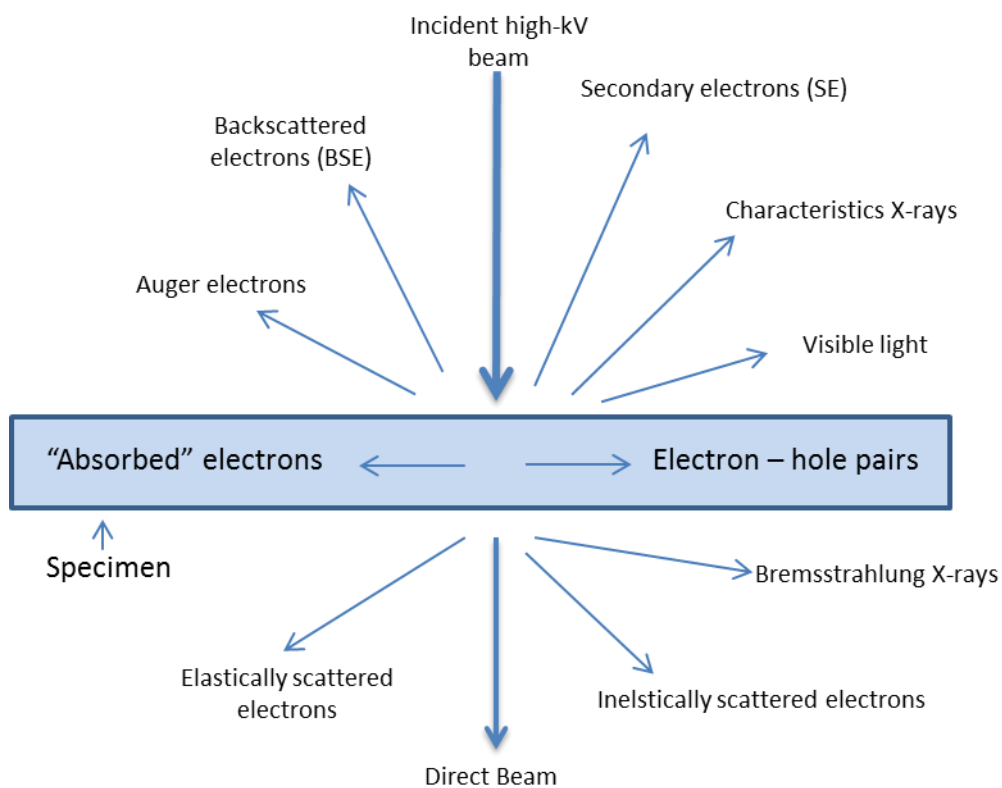 Incident high-kV
beam
Secondary electrons (SE)
Backscattered
electrons (BSE)
Characteristics X-rays
Auger electrons
Visible light
“Absorbed” electrons
Electron – hole pairs
Specimen
Bremsstrahlung X-rays
Elastically scattered
electrons
Inelstically scattered electrons
Direct Beam